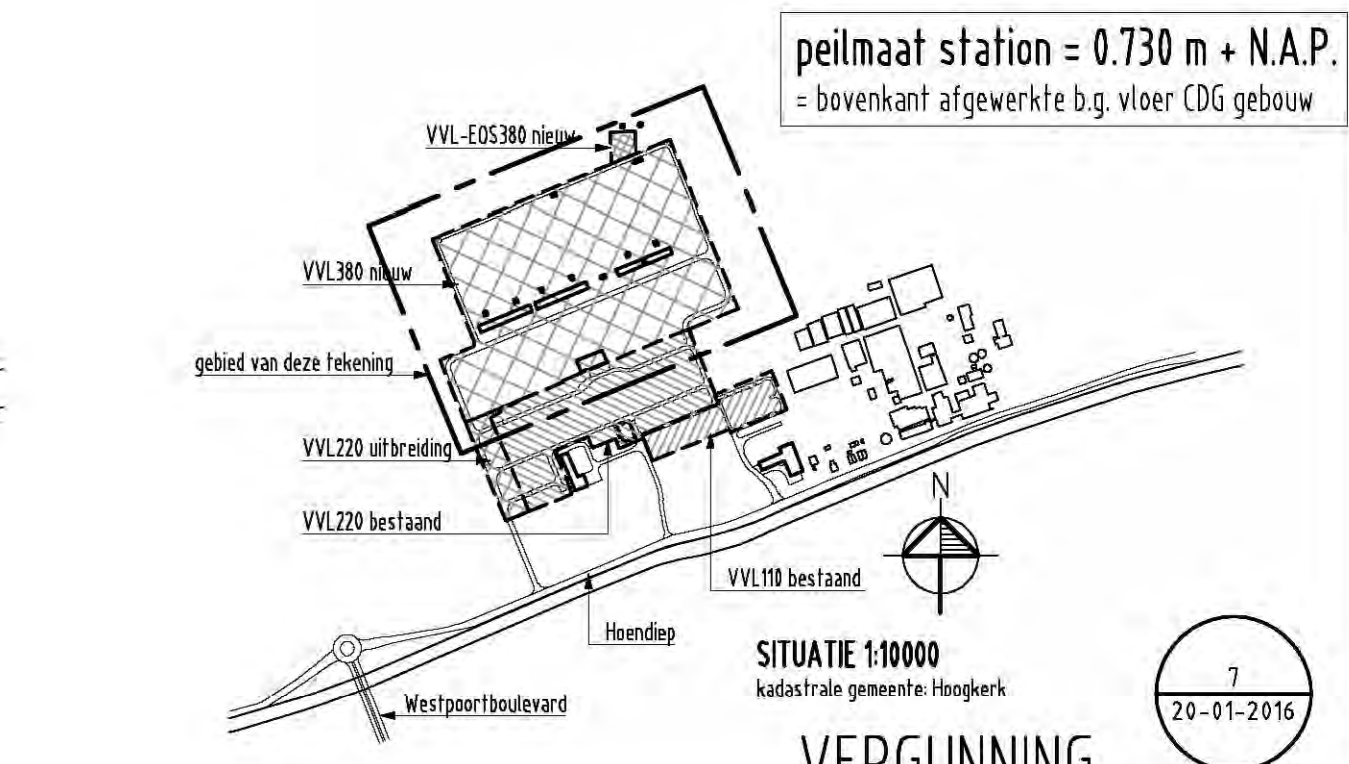 peilmaat station = 0.730 m + N.A.P.
= bovenkant afgewerkte b.g. vloer CDG gebouw
VVL-EOS380 nieuw
VVL380 nieuw
gebied van deze tekening
VVL220 uitbreiding
VVL220 bestaand
VVL110 bestaand
N
Hoendiep
SITUATIE 1:10000
kadastrale gemeente: Hoogkerk
Westpoortboulevard
7
20-01-2016
VERGUNNING